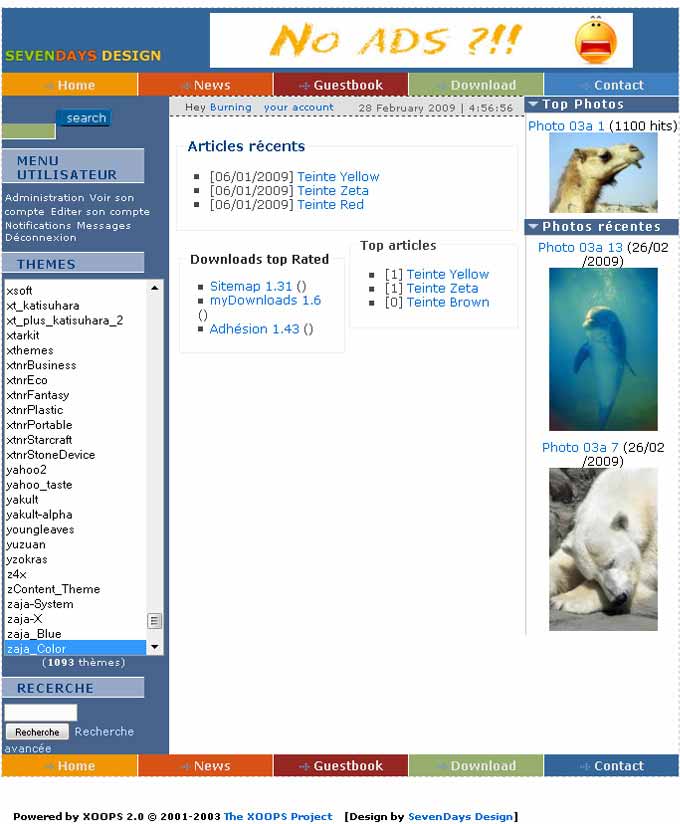 SEVENDAYS DESIGN
No ADS ?!!
Home News Guestbook Download Contact
search
Hey Burning your account 28 February 2009 | 4:56:56
MENU
UTILISATEUR
Administration Voir son
compte Editer son compte
Notifications Messages
Déconnexion
THEMES
xsoft
xt_katisuhara
xt_plus_katisuhara_2
xtarkit
xthemes
xtnrBusiness
xtnrEco
xtnrFantasy
xtnrPlastic
xtnrPortable
xtnrStarcraft
xtnrStoneDevice
yahoo2
yahoo_taste
yakult
yakult-alpha
youngleaves
yuzuan
yzokras
z4x
zContent_Theme
zaja-System
zaja-X
zaja_Blue
zaja_Color
(1093 thèmes)
RECERCHE
Recherche Recherche
avancée
Articles récents
[06/01/2009] Teinte Yellow
[06/01/2009] Teinte Zeta
[06/01/2009] Teinte Red
Downloads top Rated
Sitemap 1.31 ()
myDownloads 1.6
()
Adhésion 1.43 ()
Top articles
[1] Teinte Yellow
[1] Teinte Zeta
[0] Teinte Brown
Top Photos
Photo 03a 1 (1100 hits)
Photos récentes
Photo 03a 13 (26/02
/2009)
Photo 03a 7 (26/02
/2009)
Home News Guestbook Download Contact
Powered by XOOPS 2.0 © 2001-2003 The XOOPS Project [Design by SevenDays Design]